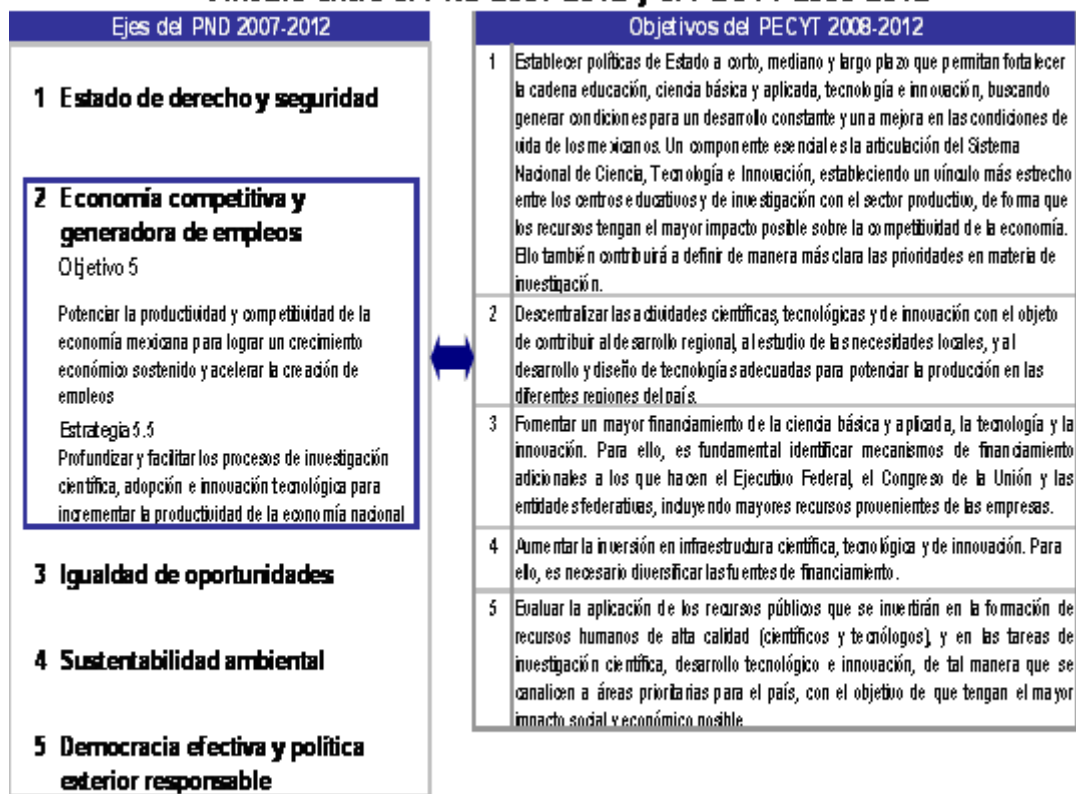 Vínculo entre el PND 2007-2012 y el PECYT 2008-2012
Ejes del PND 2007-2012
1 Estado de derecho y seguridad
2 Economía competitiva y
generadora de empleos
Objetivo 5
Potenciar la productividad y competitividad de la
economía mexicana para lograr un crecimiento
económico sostenido y acelerar la creación de
empleos
Estrategia 5.5
Profundizar y facilitar los procesos de investigación
científica, adopción e innovación tecnológica para
incrementar la productividad de la economía nacional
3 Igualdad de oportunidades
4 Sustentabilidad ambiental
5 Democracia efectiva y política
exterior responsable
Objetivos del PECYT 2008-2012
1 Establecer políticas de Estado a corto, mediano y largo plazo que permitan fortalecer
la cadena educación, ciencia básica y aplicada, tecnología e innovación, buscando
generar condiciones para un desarrollo constante y una mejora en las condiciones de
vida de los mexicanos. Un componente esencial es la articulación del Sistema
Nacional de Ciencia, Tecnología e Innovación, estableciendo un vínculo más estrecho
entre los centros educativos y de investigación con el sector productivo, de forma que
los recursos tengan el mayor impacto posible sobre la competitividad de la economía.
Ello también contribuirá a definir de manera más clara las prioridades en materia de
investigación.
2 Descentralizar las actividades científicas, tecnológicas y de innovación con el objeto
de contribuir al desarrollo regional, al estudio de las necesidades locales, y al
desarrollo y diseño de tecnologías adecuadas para potenciar la producción en las
diferentes regiones del país.
3 Fomentar un mayor financiamiento de la ciencia básica y aplicada, la tecnología y la
innovación. Para ello, es fundamental identificar mecanismos de financiamiento
adicionales a los que hacen el Ejecutivo Federal, el Congreso de la Unión y las
entidades federativas, incluyendo mayores recursos provenientes de las empresas.
4 Aumentar la inversión en infraestructura científica, tecnológica y de innovación. Para
ello, es necesario diversificar las fuentes de financiamiento.
5 Evaluar la aplicación de los recursos públicos que se invertirán en la formación de
recursos humanos de alta calidad (científicos y tecnólogos), y en las tareas de
investigación científica, desarrollo tecnológico e innovación, de tal manera que se
canalicen a áreas prioritarias para el país, con el objetivo de que tengan el mayor
impacto social y económico posible